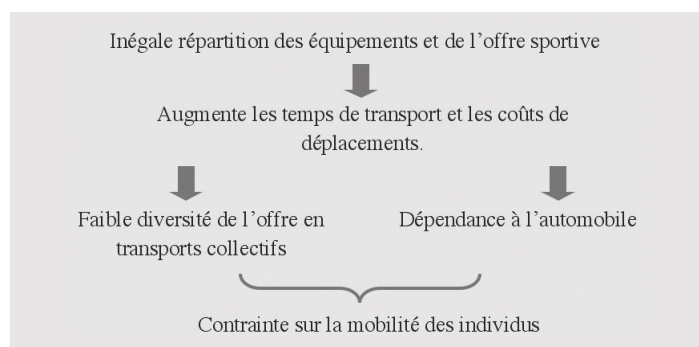 Inégale répartition des équipements et de l’offre sportive
Augmente les temps de transport et les coûts de
déplacements.
Faible diversité de l’offre en
transports collectifs
Dépendance à l’automobile
Contrainte sur la mobilité des individus